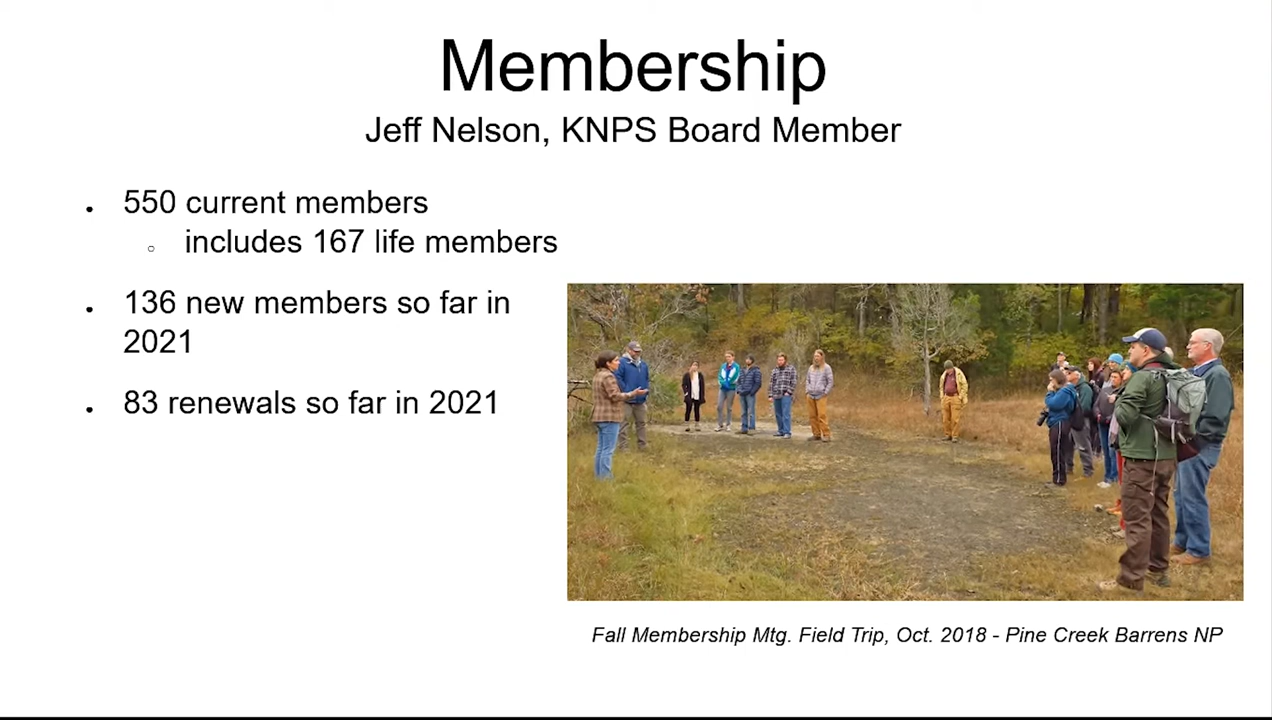 Membership
Jeff Nelson, KNPS Board Member
550 current members
includes 167 life members
136 new members so far in
2021
83 renewals so far in 2021
Fall Membership Mtg. Field Trip, Oct. 2018 - Pine Creek Barrens NP